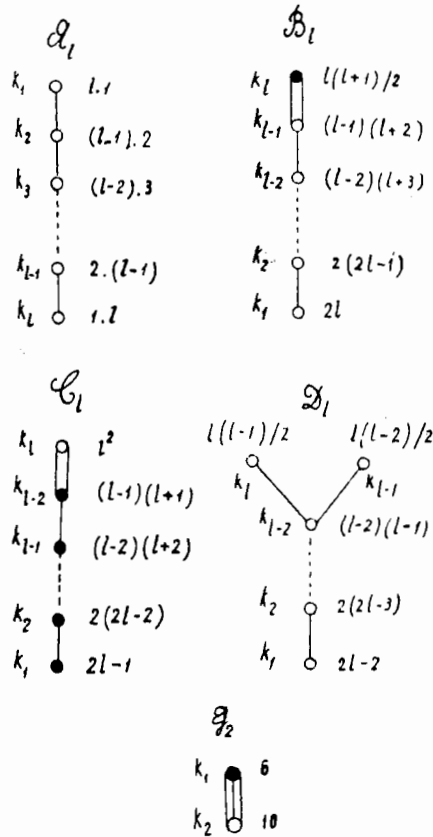 𝒜_l
k_1 l.1
k_2 (l-1).2
k_3 (l-2).3
k_{l-1} 2.(l-1)
k_l 1.l
ℬ_l
k_l l(l+1)/2
k_{l-1} (l-1)(l+2)
k_{l-2} (l-2)(l+3)
k_2 2(2l-1)
k_1 2l
𝒞_l
k_l l²
k_{l-2} (l-1)(l+1)
k_{l-1} (l-2)(l+2)
k_2 2(2l-2)
k_1 2l-1
𝒟_l
l(l-1)/2 l(l-2)/2
k_l k_{l-1}
k_{l-2} (l-2)(l-1)
k_2 2(2l-3)
k_1 2l-2
𝒢_2
k_1 6
k_2 10